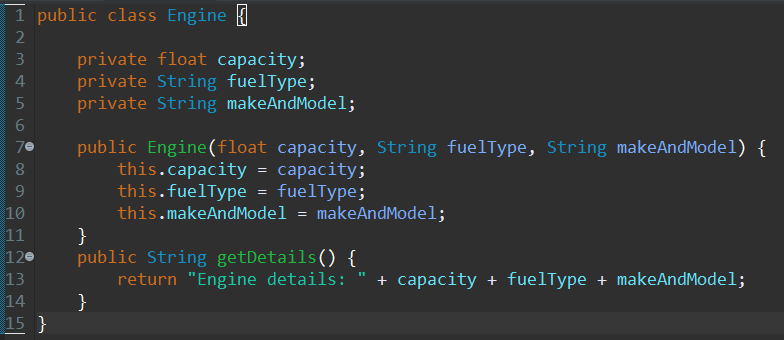 1 public class Engine {
2
3     private float capacity;
4     private String fuelType;
5     private String makeAndModel;
6
7     public Engine(float capacity, String fuelType, String makeAndModel) {
8         this.capacity = capacity;
9         this.fuelType = fuelType;
10         this.makeAndModel = makeAndModel;
11     }
12     public String getDetails() {
13         return "Engine details: " + capacity + fuelType + makeAndModel;
14     }
15 }